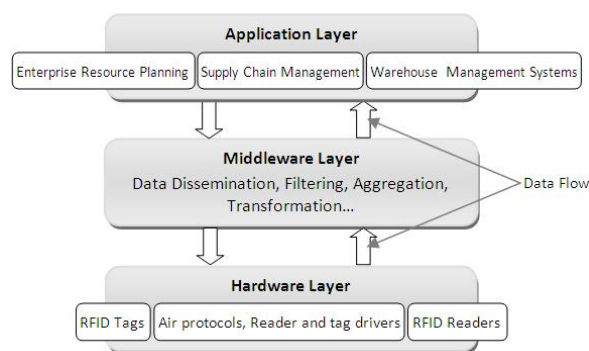 Application Layer
Enterprise Resource Planning
Supply Chain Management
Warehouse Management Systems
Middleware Layer
Data Dissemination, Filtering, Aggregation,
Transformation...
Data Flow
Hardware Layer
RFID Tags
Air protocols, Reader and tag drivers
RFID Readers